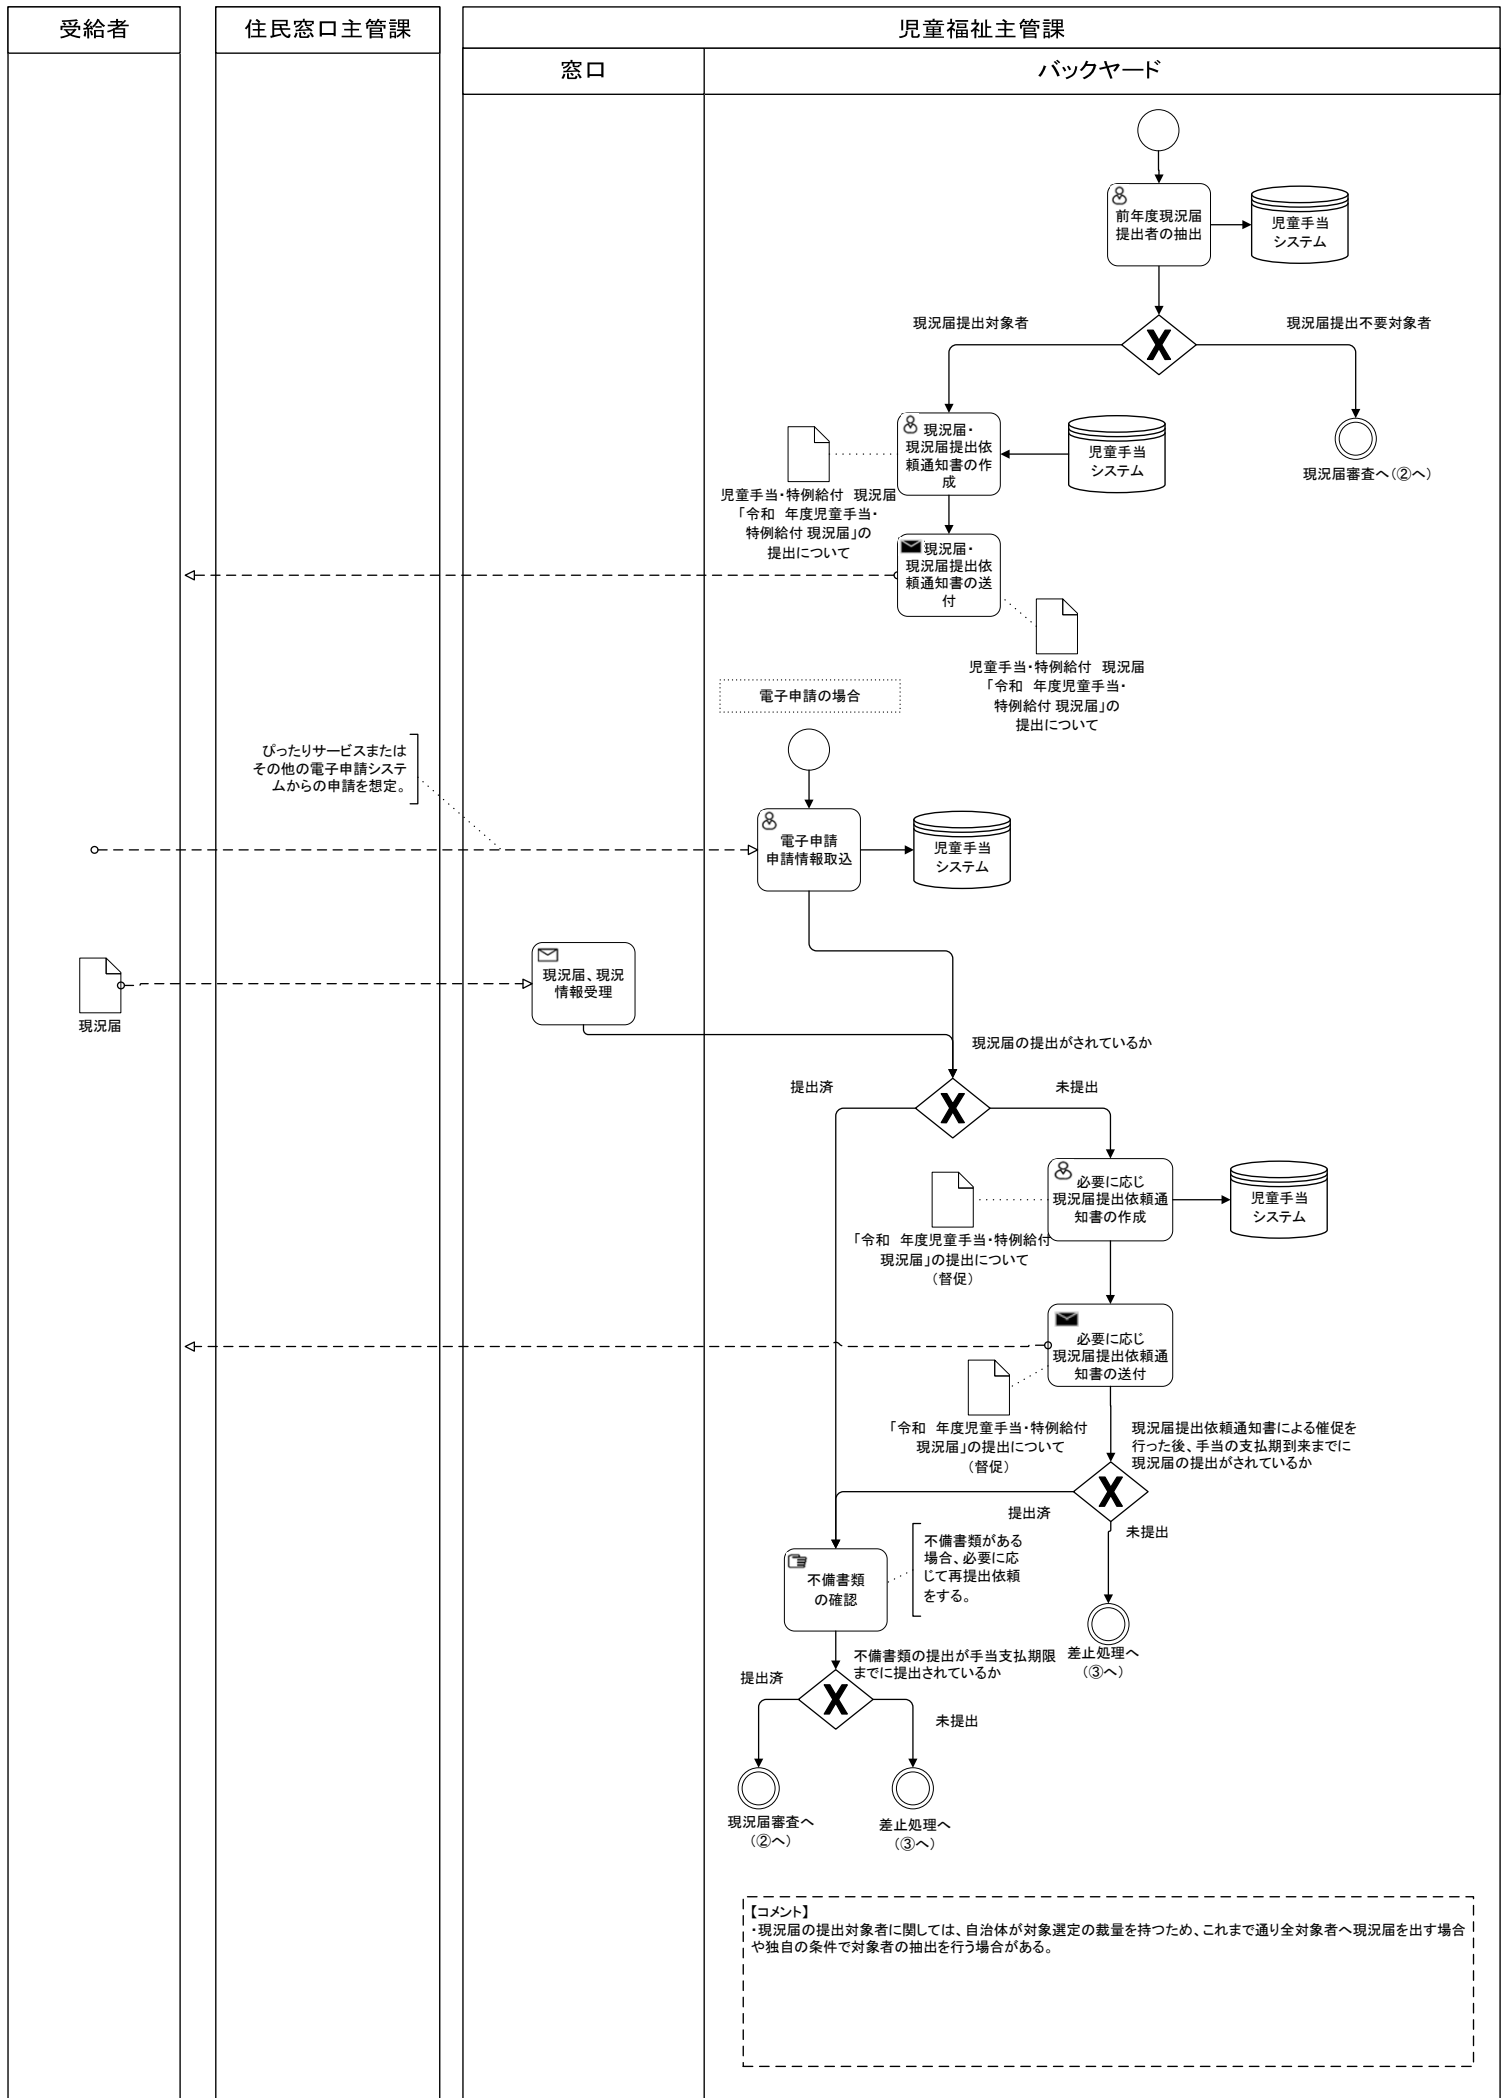 受給者
住民窓口主管課
児童福祉主管課
窓口
バックヤード
前年度現況届
提出者の抽出
児童手当
システム
現況届提出対象者
現況届提出不要対象者
X
現況届・
現況届提出依
頼通知書の作
成
児童手当
システム
現況届審査へ(②へ)
児童手当・特例給付　現況届
「令和　年度児童手当・
特例給付 現況届」の
提出について
現況届・
現況届提出依
頼通知書の送
付
児童手当・特例給付　現況届
「令和　年度児童手当・
特例給付 現況届」の
提出について
電子申請の場合
ぴったりサービスまたは
その他の電子申請システ
ムからの申請を想定。
電子申請
申請情報取込
児童手当
システム
現況届、現況
情報受理
現況届
現況届の提出がされているか
提出済
未提出
X
必要に応じ
現況届提出依頼通
知書の作成
児童手当
システム
「令和　年度児童手当・特例給付
現況届」の提出について
(督促)
必要に応じ
現況届提出依頼通
知書の送付
「令和　年度児童手当・特例給付
現況届」の提出について
(督促)
現況届提出依頼通知書による催促を
行った後、手当の支払期到来までに
現況届の提出がされているか
X
提出済
未提出
不備書類
の確認
不備書類がある
場合、必要に応
じて再提出依頼
をする。
差止処理へ
(③へ)
不備書類の提出が手当支払期限
までに提出されているか
提出済
X
未提出
現況届審査へ
(②へ)
差止処理へ
(③へ)
【コメント】
・現況届の提出対象者に関しては、自治体が対象選定の裁量を持つため、これまで通り全対象者へ現況届を出す場合
や独自の条件で対象者の抽出を行う場合がある。